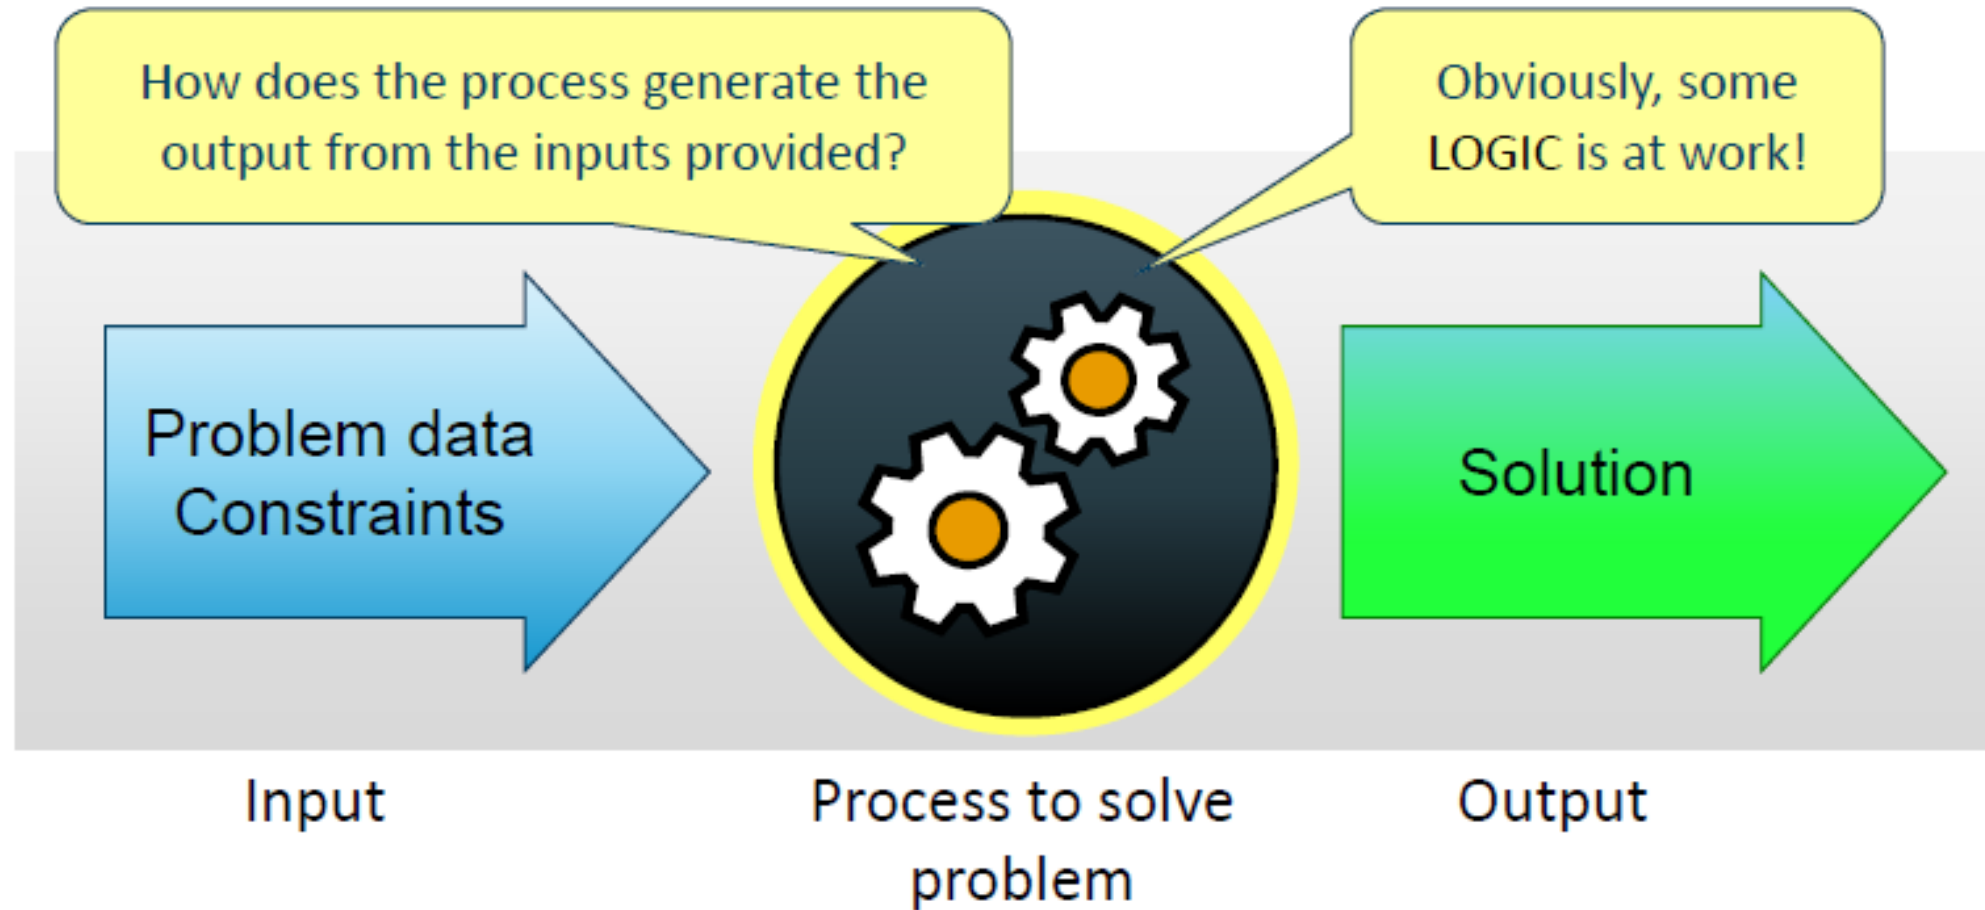 How does the process generate the
output from the inputs provided?
Obviously, some
LOGIC is at work!
Problem data
Constraints
Solution
Input
Process to solve
problem
Output